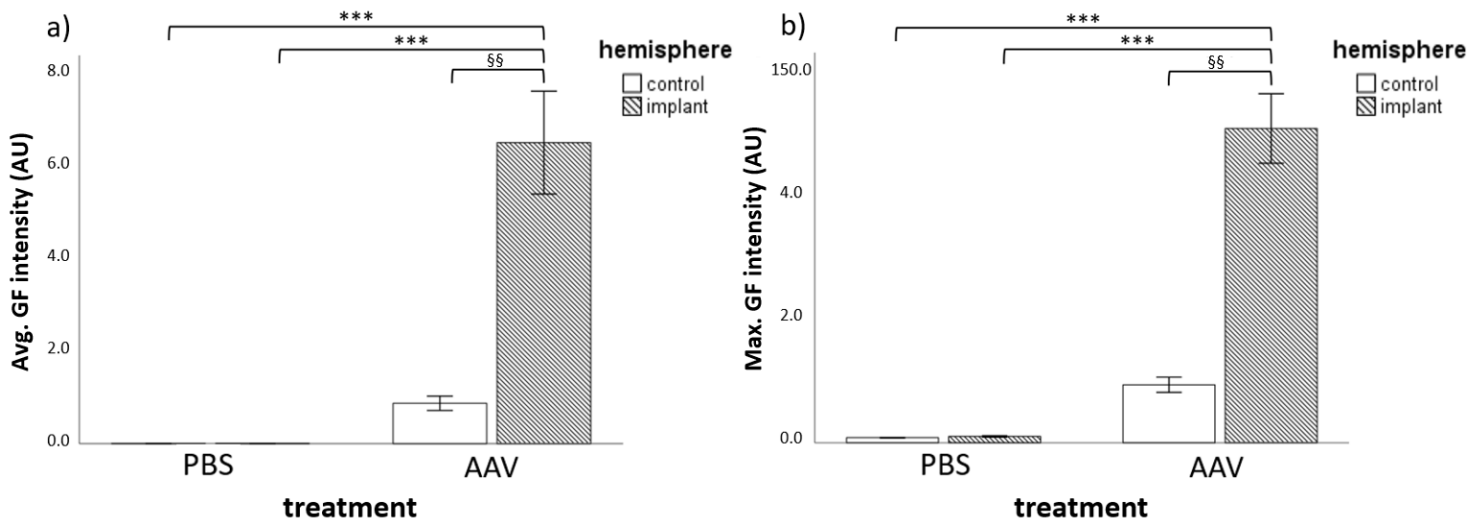 a)
***
***
§§
hemisphere
control
implant
8.0
6.0
4.0
2.0
0.0
Avg. GF intensity (AU)
PBS
AAV
treatment
b)
***
***
§§
hemisphere
control
implant
150.0
4.0
2.0
0.0
Max. GF intensity (AU)
PBS
AAV
treatment